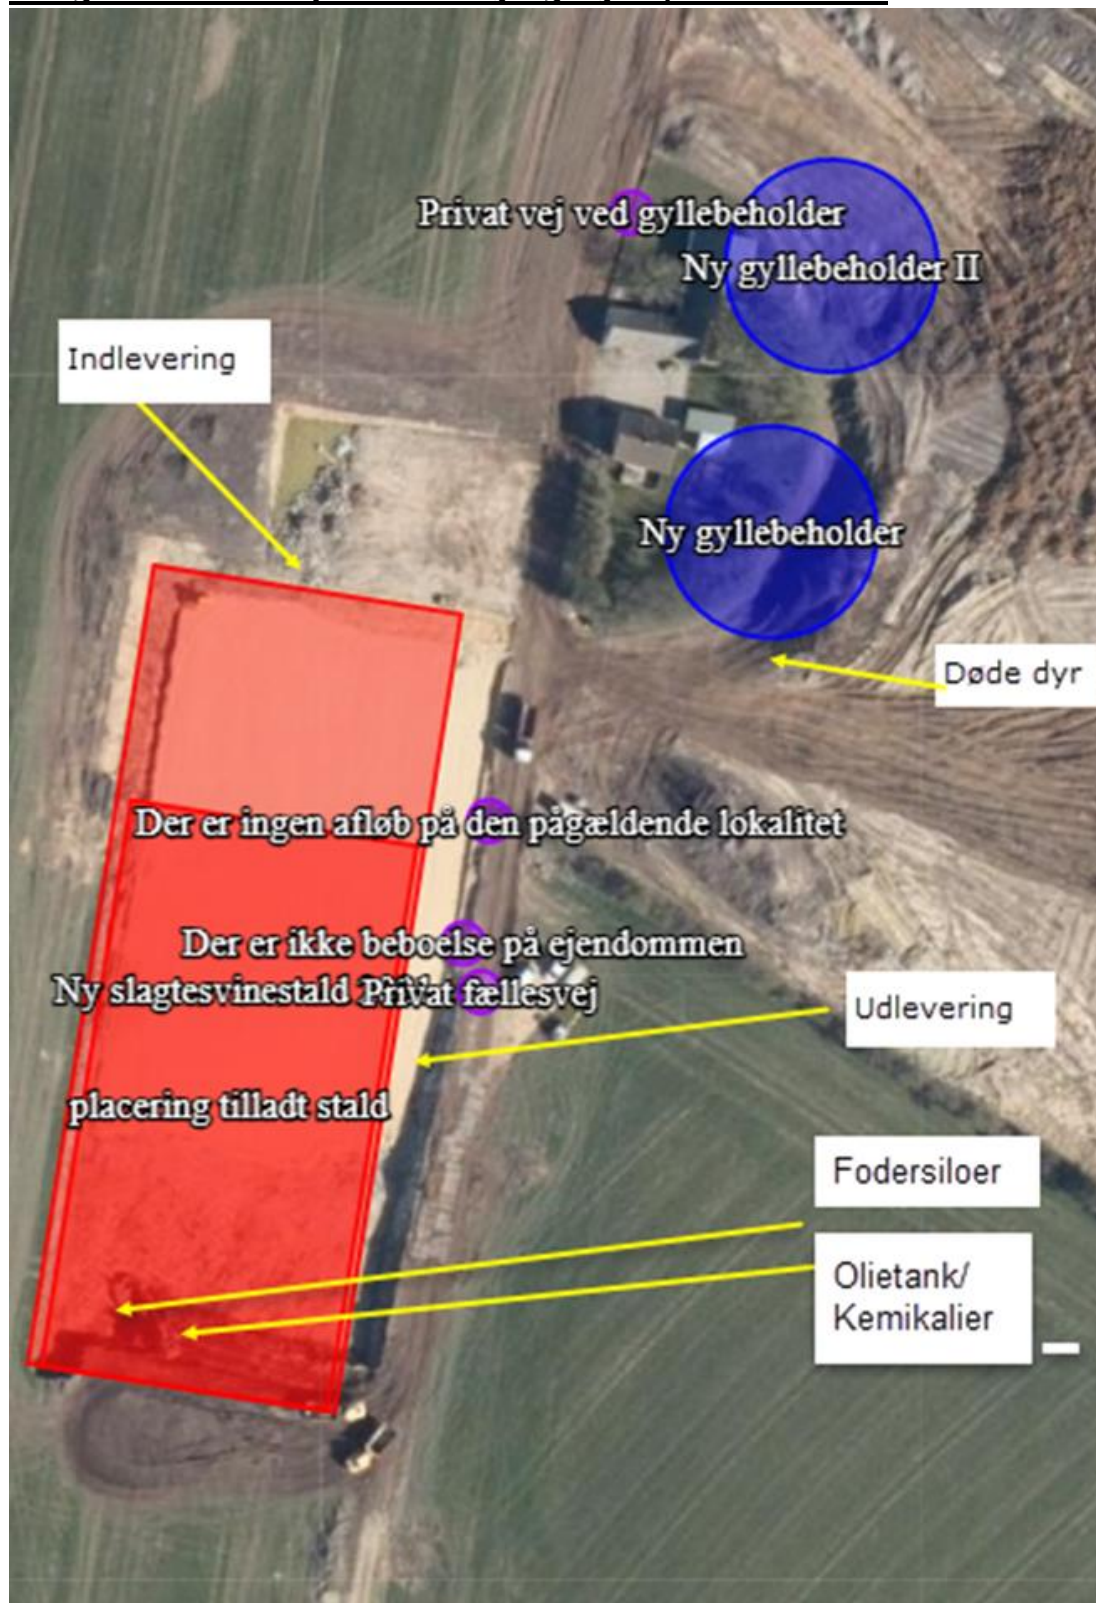 Privat vej ved gyllebeholder
Ny gyllebeholder II
Indlevering
Ny gyllebeholder
Døde dyr
Der er ingen afløb på den pågældende lokalitet
Der er ikke beboelse på ejendommen
Ny slagtesvinestald
Privat fællesvej
Udlevering
placering tilladt stald
Fodersiloer
Olietank/
Kemikalier